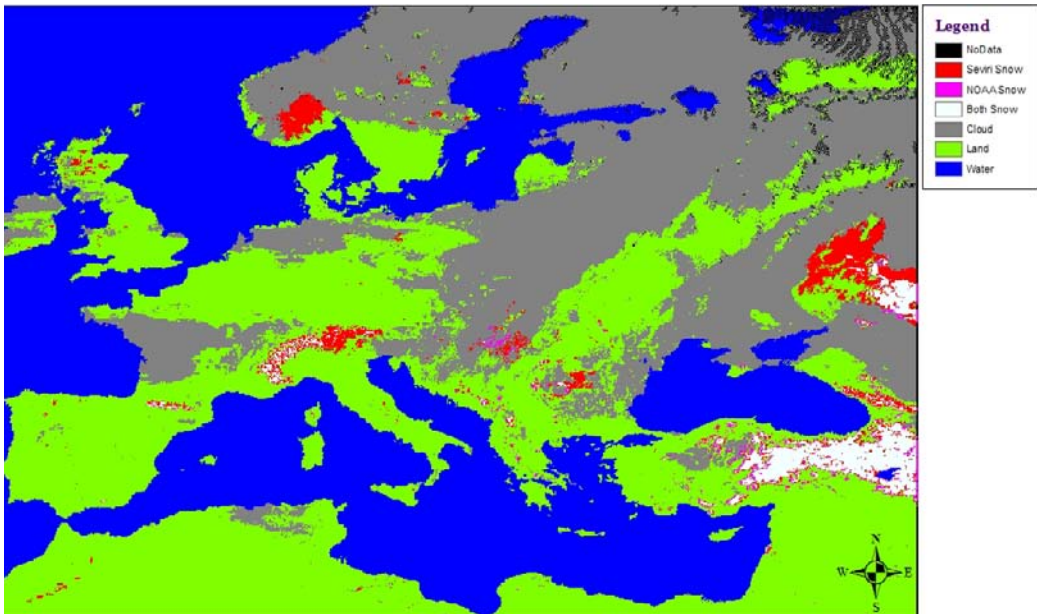 Legend
NoData
Seviri Snow
NOAA Snow
Both Snow
Cloud
Land
Water
N
W E
S